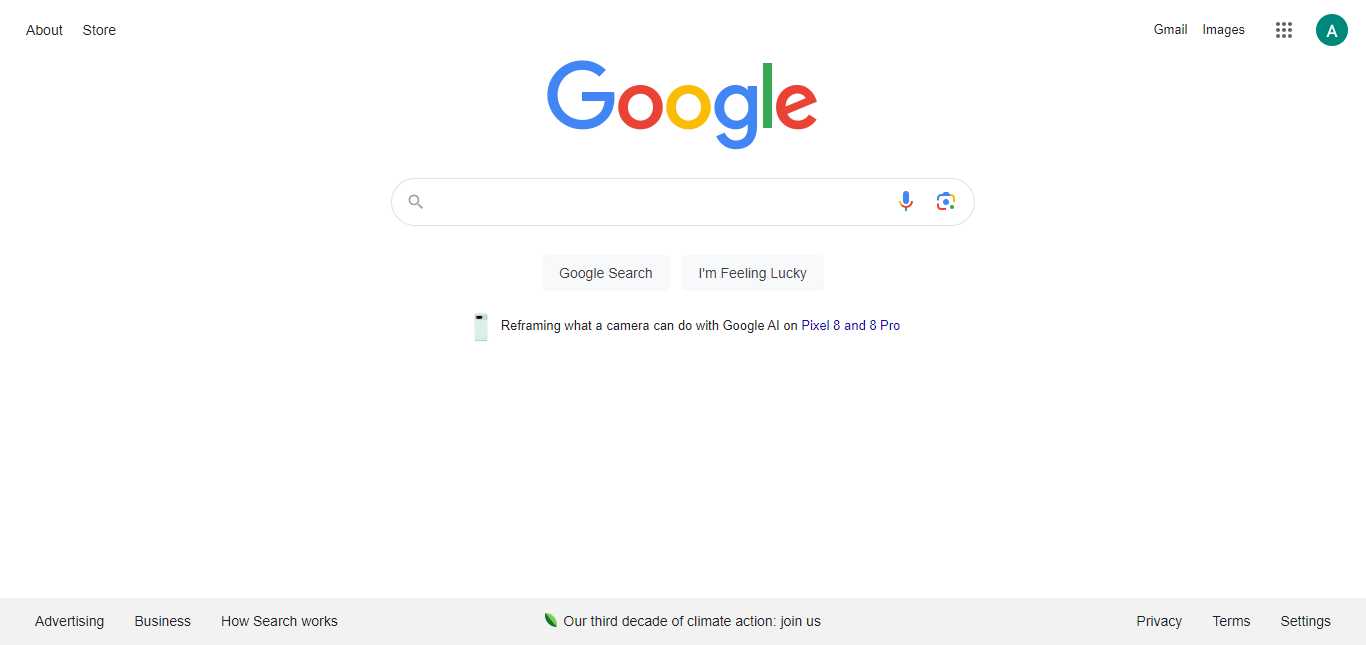 About Store
Gmail Images
A
Google
Google Search
I'm Feeling Lucky
Reframing what a camera can do with Google AI on Pixel 8 and 8 Pro
Advertising Business How Search works
Our third decade of climate action: join us
Privacy Terms Settings